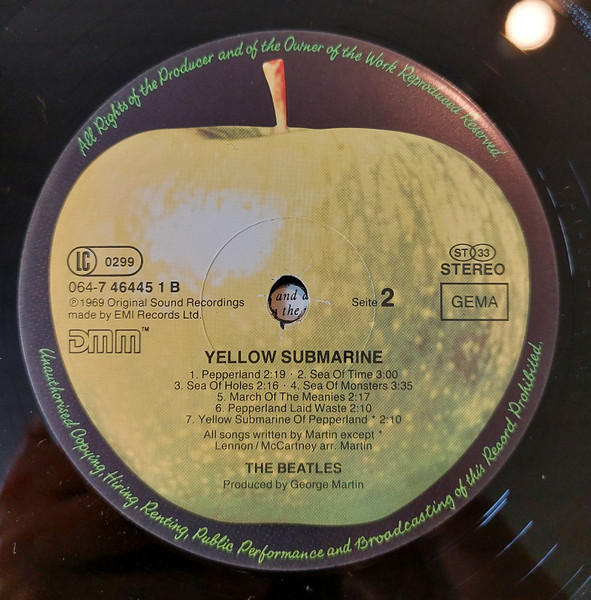 All Rights of the Producer and of the Owner of the Work Reproduced Reserved.
LC 0299
064-7 46445 1 B
℗1969 Original Sound Recordings
made by EMI Records Ltd.
DMM™
and
the
Seite 2
ST 33
STEREO
GEMA
YELLOW SUBMARINE
1. Pepperland 2:19 · 2. Sea Of Time 3:00
3. Sea Of Holes 2:16 · 4. Sea Of Monsters 3:35
5. March Of The Meanies 2:17
6. Pepperland Laid Waste 2:10
7. Yellow Submarine Of Pepperland * 2:10
All songs written by Martin except *
Lennon/McCartney arr. Martin
THE BEATLES
Produced by George Martin
Unauthorised Copying, Hiring, Renting, Public Performance and Broadcasting of this Record Prohibited.